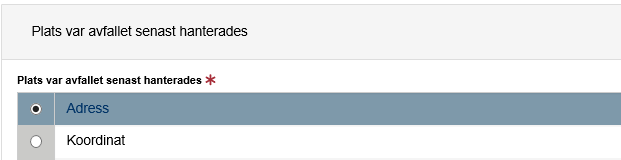 Plats var avfallet senast hanterades
Plats var avfallet senast hanterades *
Adress
Koordinat